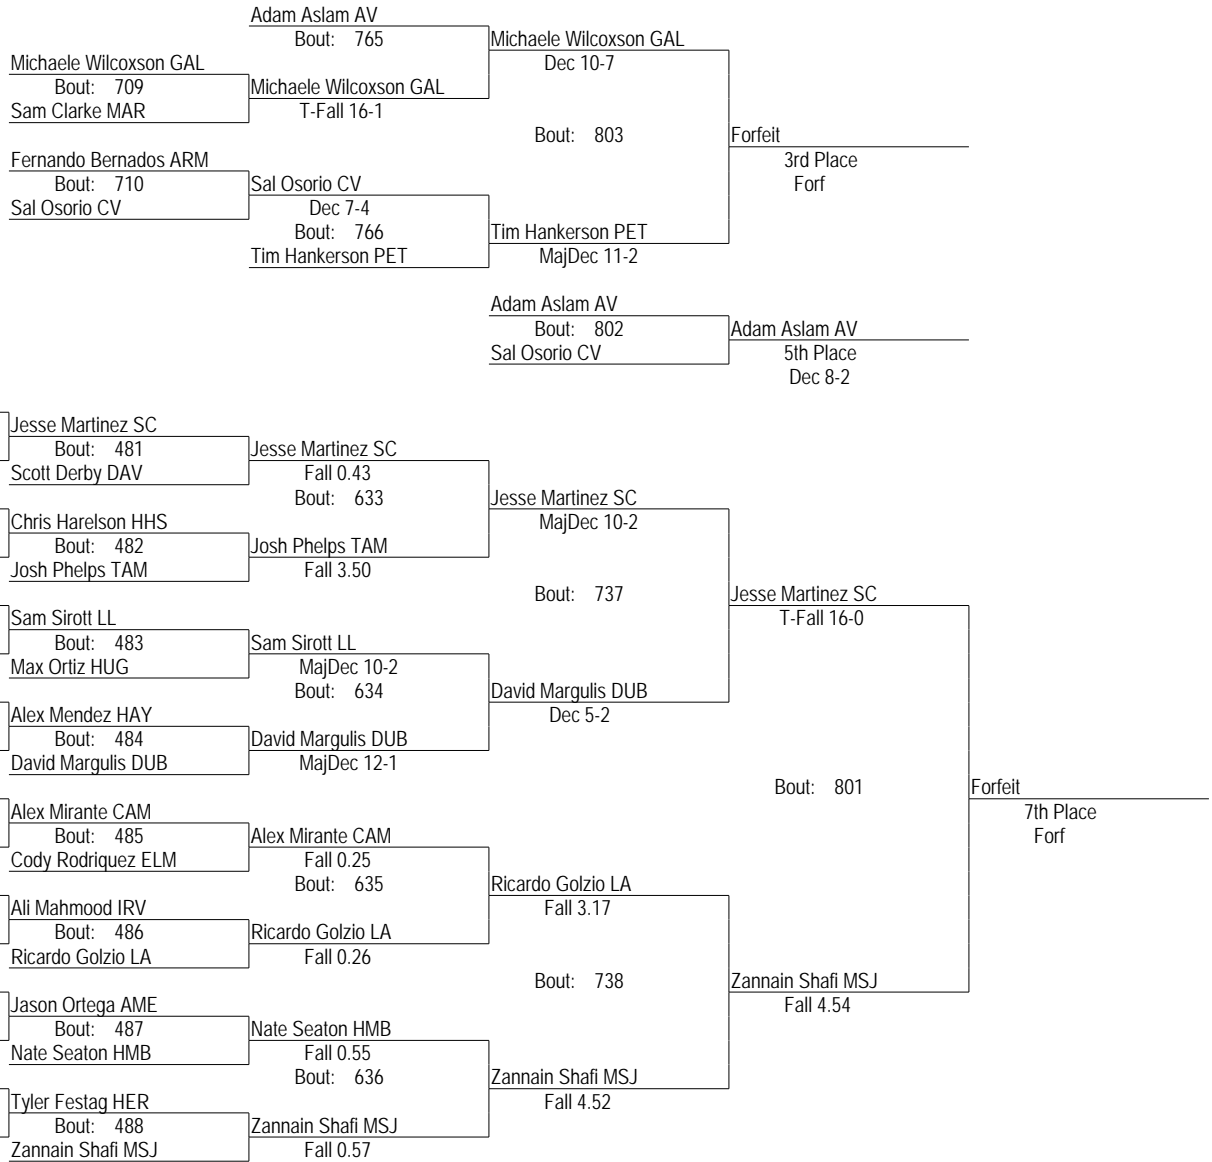 Adam Aslam AV
Bout: 765
Michaele Wilcoxson GAL
Dec 10-7
Michaele Wilcoxson GAL
Bout: 709
Michaele Wilcoxson GAL
Sam Clarke MAR
T-Fall 16-1
Bout: 803
Forfeit
3rd Place
Forf
Fernando Bernados ARM
Bout: 710
Sal Osorio CV
Sal Osorio CV
Dec 7-4
Bout: 766
Tim Hankerson PET
Tim Hankerson PET
MajDec 11-2
Adam Aslam AV
Bout: 802
Adam Aslam AV
Sal Osorio CV
5th Place
Dec 8-2
Jesse Martinez SC
Bout: 481
Jesse Martinez SC
Scott Derby DAV
Fall 0.43
Bout: 633
Jesse Martinez SC
MajDec 10-2
Chris Harelson HHS
Bout: 482
Josh Phelps TAM
Josh Phelps TAM
Fall 3.50
Bout: 737
Jesse Martinez SC
T-Fall 16-0
Sam Sirott LL
Bout: 483
Sam Sirott LL
Max Ortiz HUG
MajDec 10-2
Bout: 634
David Margulis DUB
Dec 5-2
Alex Mendez HAY
Bout: 484
David Margulis DUB
David Margulis DUB
MajDec 12-1
Bout: 801
Forfeit
7th Place
Forf
Alex Mirante CAM
Bout: 485
Alex Mirante CAM
Cody Rodriquez ELM
Fall 0.25
Bout: 635
Ricardo Golzio LA
Fall 3.17
Ali Mahmood IRV
Bout: 486
Ricardo Golzio LA
Ricardo Golzio LA
Fall 0.26
Bout: 738
Zannain Shafi MSJ
Fall 4.54
Jason Ortega AME
Bout: 487
Nate Seaton HMB
Nate Seaton HMB
Fall 0.55
Bout: 636
Zannain Shafi MSJ
Fall 4.52
Tyler Festag HER
Bout: 488
Zannain Shafi MSJ
Zannain Shafi MSJ
Fall 0.57